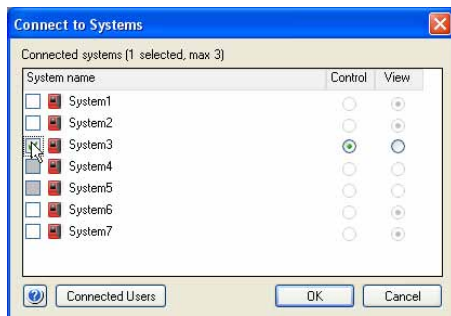 Connect to Systems
Connected systems (1 selected, max 3)
System name Control View
System1
System2
System3
System4
System5
System6
System7
? Connected Users OK Cancel